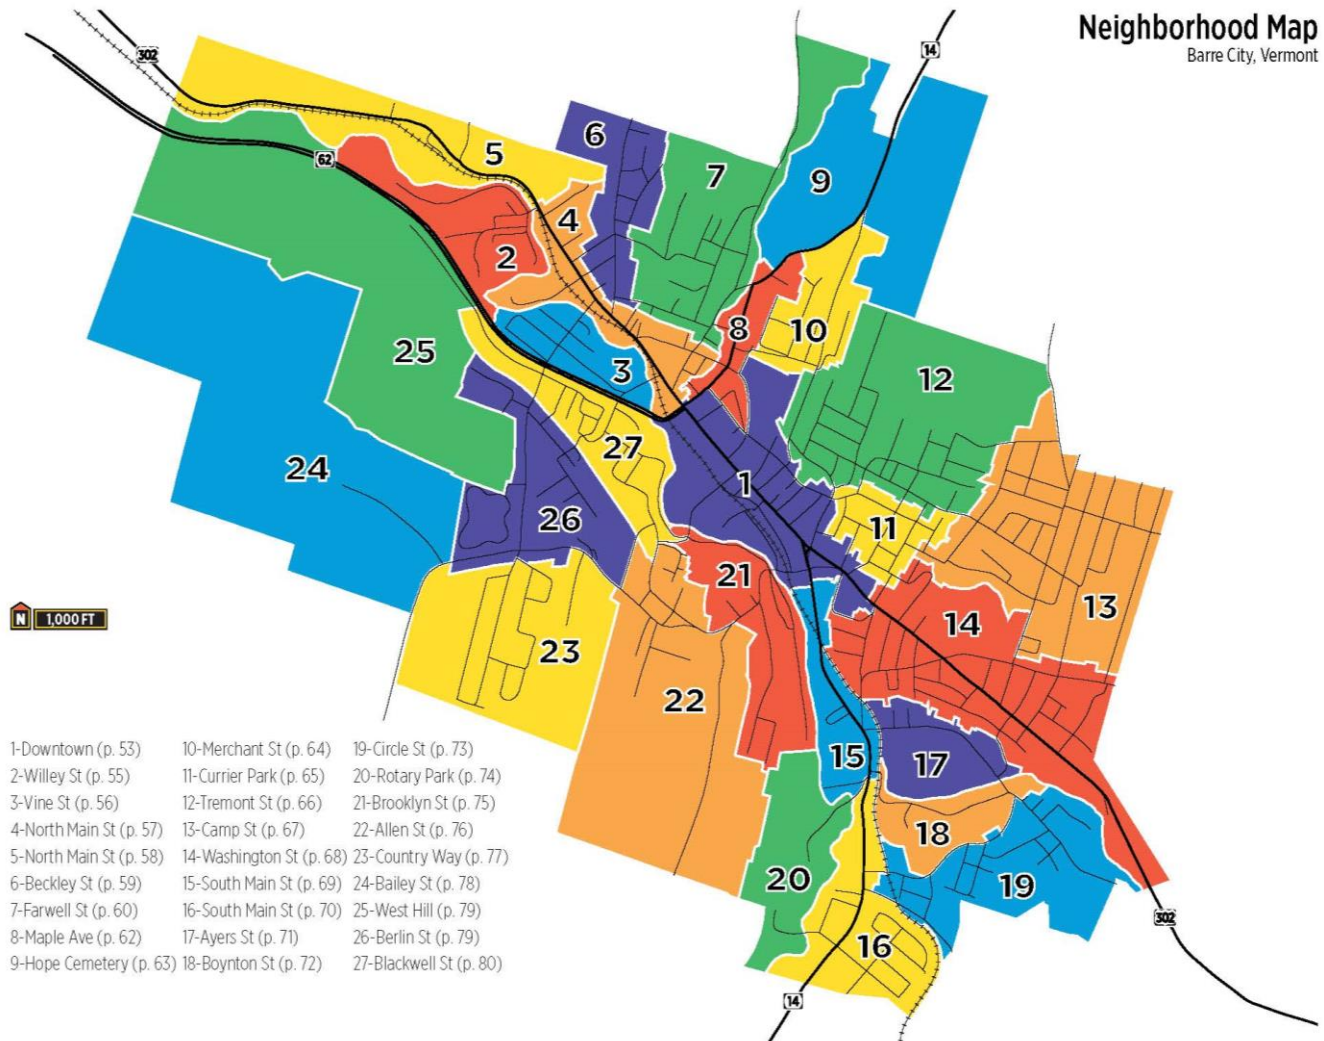 Neighborhood Map
Barre City, Vermont
302
14
62
6
5
7
9
4
2
8
10
3
25
12
27
24
1
11
26
21
13
14
23
22
15
17
18
20
19
16
302
14
N 1,000 FT
1-Downtown (p. 53)
2-Willey St (p. 55)
3-Vine St (p. 56)
4-North Main St (p. 57)
5-North Main St (p. 58)
6-Beckley St (p. 59)
7-Farwell St (p. 60)
8-Maple Ave (p. 62)
9-Hope Cemetery (p. 63)
10-Merchant St (p. 64)
11-Currier Park (p. 65)
12-Tremont St (p. 66)
13-Camp St (p. 67)
14-Washington St (p. 68)
15-South Main St (p. 69)
16-South Main St (p. 70)
17-Ayers St (p. 71)
18-Boynton St (p. 72)
19-Circle St (p. 73)
20-Rotary Park (p. 74)
21-Brooklyn St (p. 75)
22-Allen St (p. 76)
23-Country Way (p. 77)
24-Bailey St (p. 78)
25-West Hill (p. 79)
26-Berlin St (p. 79)
27-Blackwell St (p. 80)